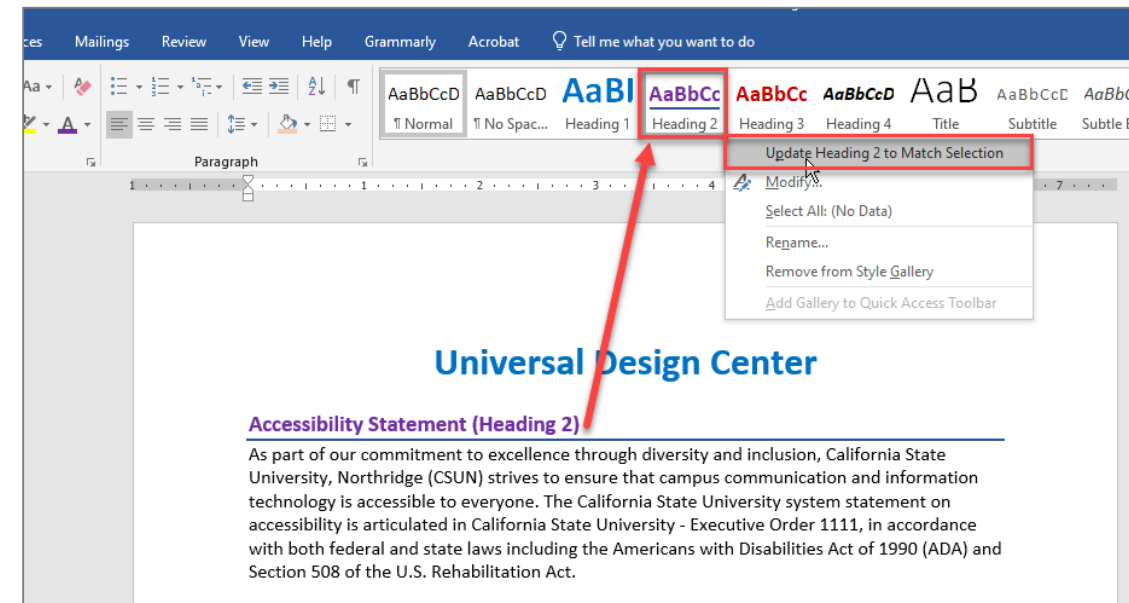 Mailings Review View Help Grammarly Acrobat Tell me what you want to do
Aa
AaBbCcD AaBbCcD AaBl AaBbCc AaBbCc AaBbCcD AaB AaBbCcD
¶ Normal ¶ No Spac... Heading 1 Heading 2 Heading 3 Heading 4 Title Subtitle Subtle
Paragraph
Update Heading 2 to Match Selection
1 1 2 3 4 7
Modify...
Select All: (No Data)
Rename...
Remove from Style Gallery
Add Gallery to Quick Access Toolbar
Universal Design Center
Accessibility Statement (Heading 2)
As part of our commitment to excellence through diversity and inclusion, California State
University, Northridge (CSUN) strives to ensure that campus communication and information
technology is accessible to everyone. The California State University system statement on
accessibility is articulated in California State University - Executive Order 1111, in accordance
with both federal and state laws including the Americans with Disabilities Act of 1990 (ADA) and
Section 508 of the U.S. Rehabilitation Act.